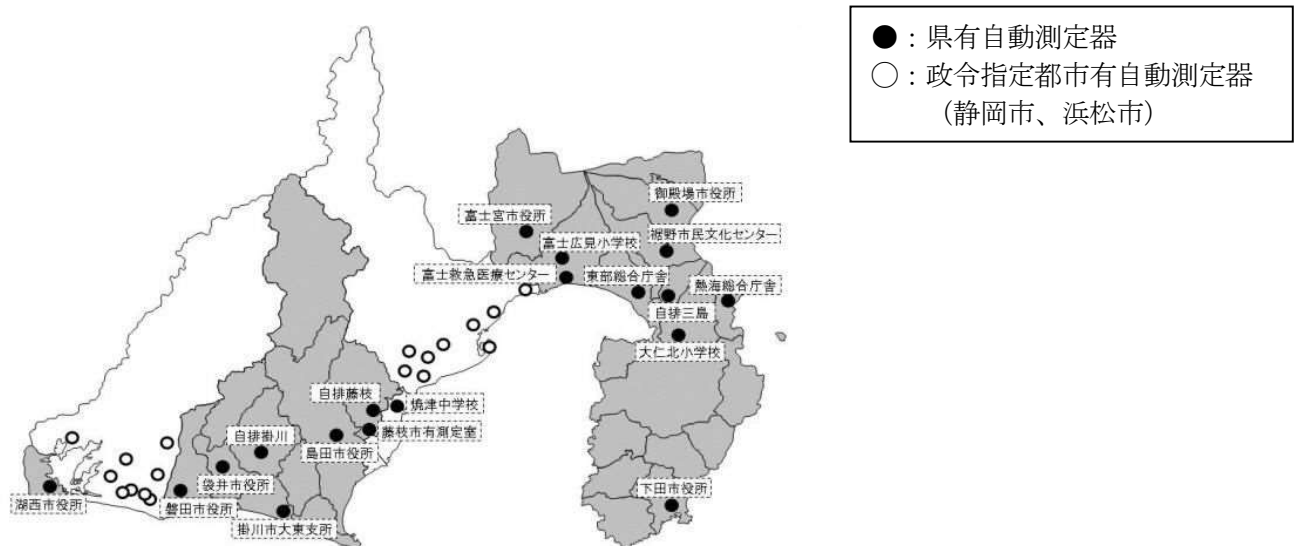 ●：県有自動測定器
○：政令指定都市有自動測定器
（静岡市、浜松市）
御殿場市役所
富士宮市役所
裾野市民文化センター
富士広見小学校
富士救急医療センター
東部総合庁舎
熱海総合庁舎
自排三島
大仁北小学校
自排藤枝
焼津中学校
藤枝市有測定室
自排掛川
島田市役所
袋井市役所
湖西市役所
磐田市役所
掛川市大東支所
下田市役所